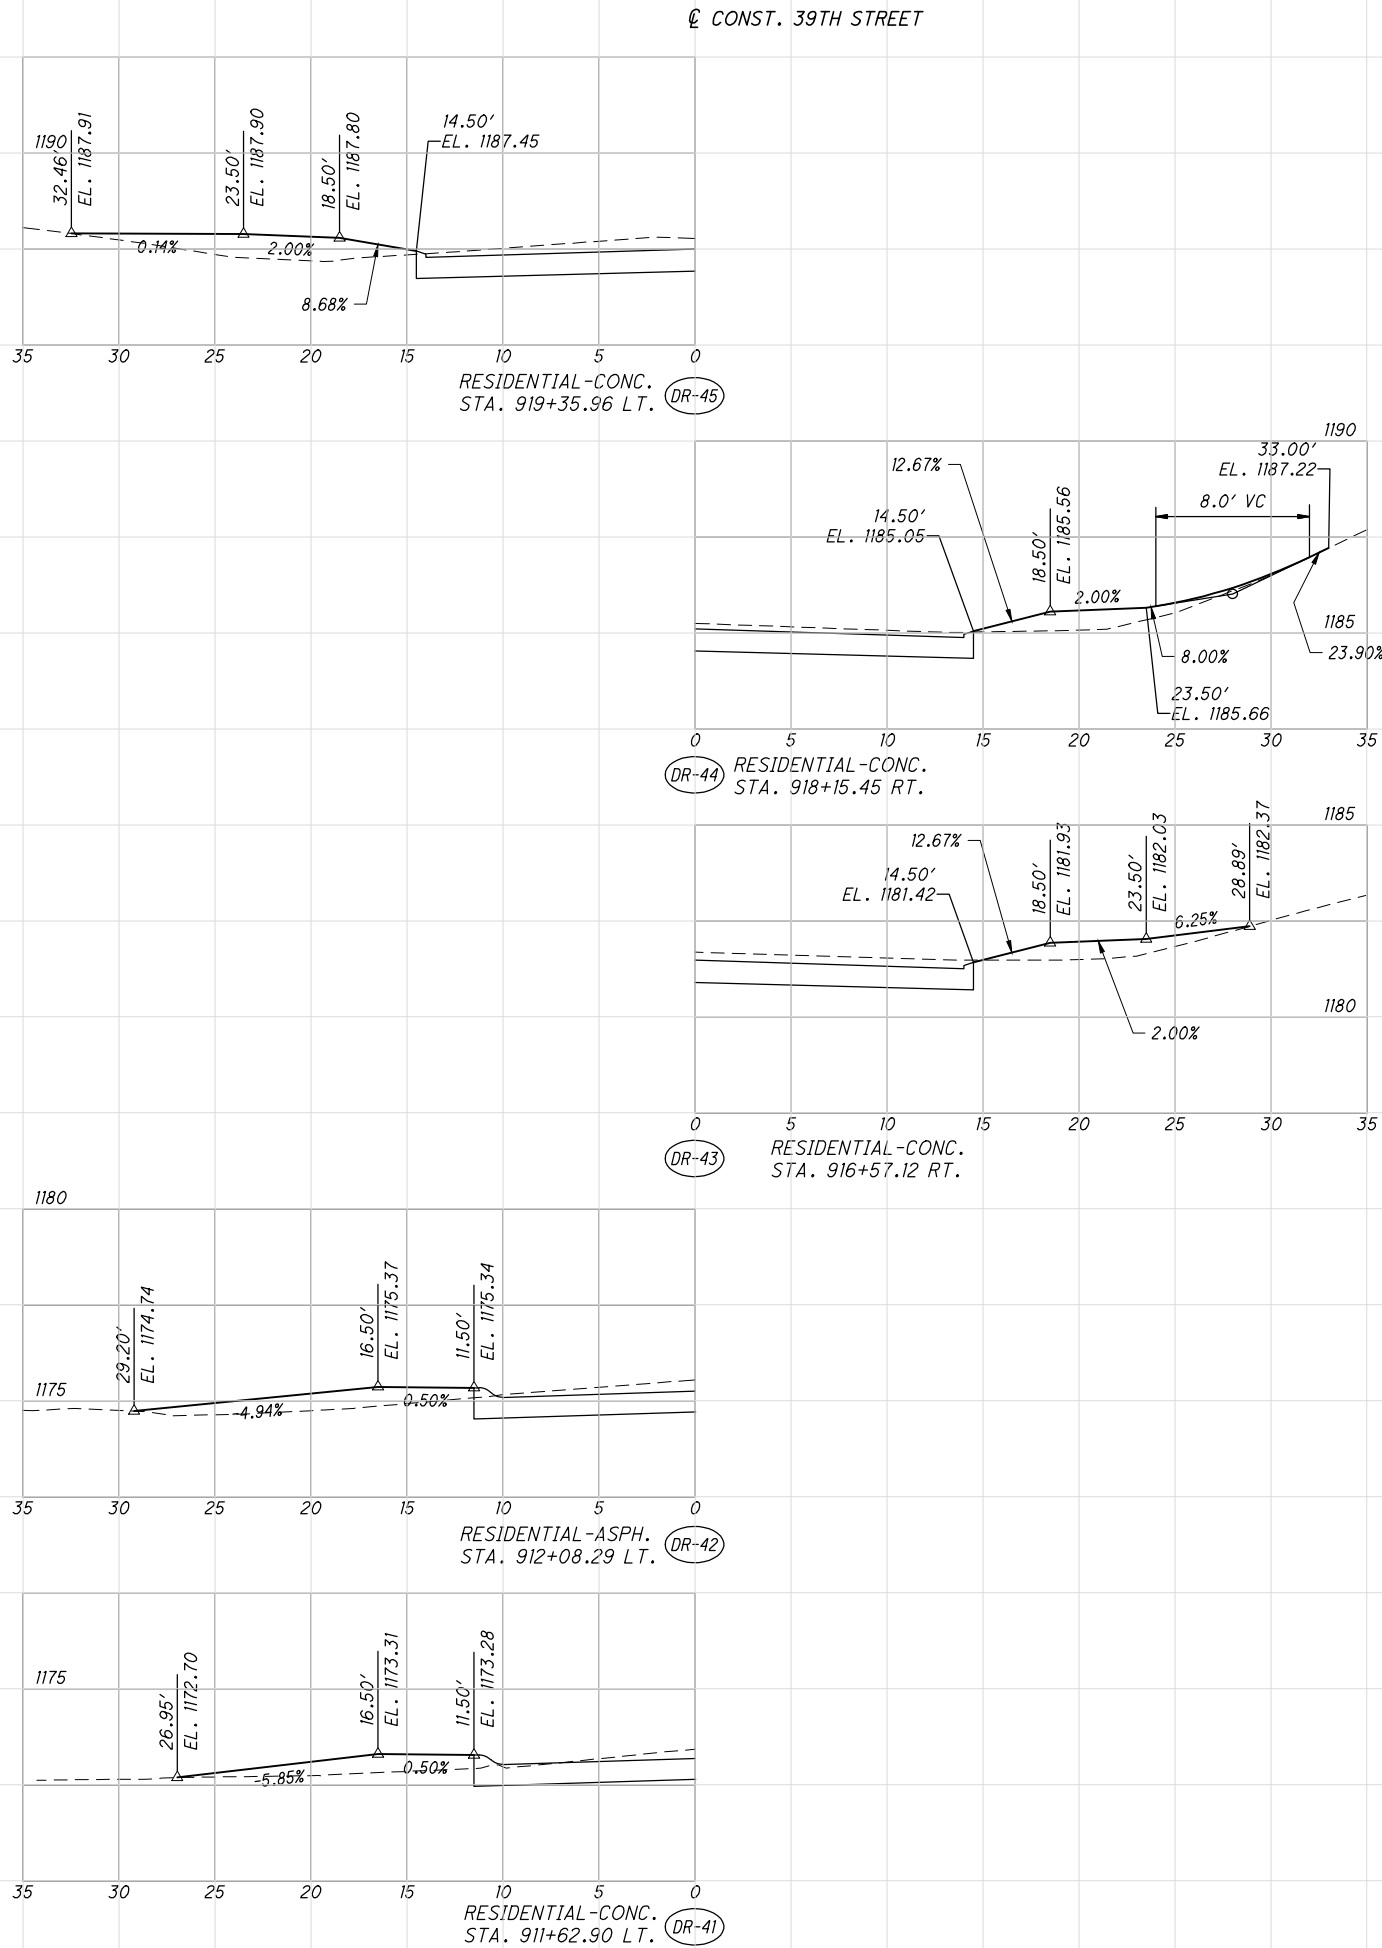 ℄ CONST. 39TH STREET
1190
32.46'
EL. 1187.91
23.50'
EL. 1187.90
18.50'
EL. 1187.80
14.50'
EL. 1187.45
0.14%
2.00%
8.68%
35 30 25 20 15 10 5 0
RESIDENTIAL-CONC.
STA. 919+35.96 LT.
DR-45
1190
33.00'
EL. 1187.22
12.67%
8.0' VC
14.50'
EL. 1185.05
18.50'
EL. 1185.56
2.00%
1185
8.00%
23.90%
23.50'
EL. 1185.66
0 5 10 15 20 25 30 35
DR-44
RESIDENTIAL-CONC.
STA. 918+15.45 RT.
1185
12.67%
14.50'
EL. 1181.42
18.50'
EL. 1181.93
23.50'
EL. 1182.03
28.89'
EL. 1182.37
6.25%
1180
2.00%
0 5 10 15 20 25 30 35
DR-43
RESIDENTIAL-CONC.
STA. 916+57.12 RT.
1180
29.20'
EL. 1174.74
16.50'
EL. 1175.37
11.50'
EL. 1175.34
1175
-4.94%
0.50%
35 30 25 20 15 10 5 0
RESIDENTIAL-ASPH.
STA. 912+08.29 LT.
DR-42
1175
26.95'
EL. 1172.70
16.50'
EL. 1173.31
11.50'
EL. 1173.28
-5.85%
0.50%
35 30 25 20 15 10 5 0
RESIDENTIAL-CONC.
STA. 911+62.90 LT.
DR-41